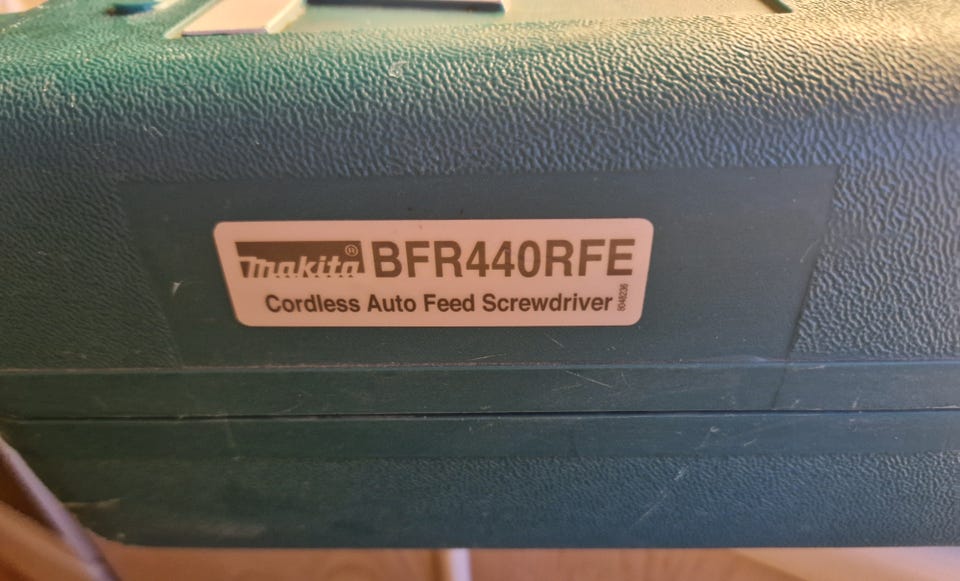 makita® BFR440RFE
Cordless Auto Feed Screwdriver